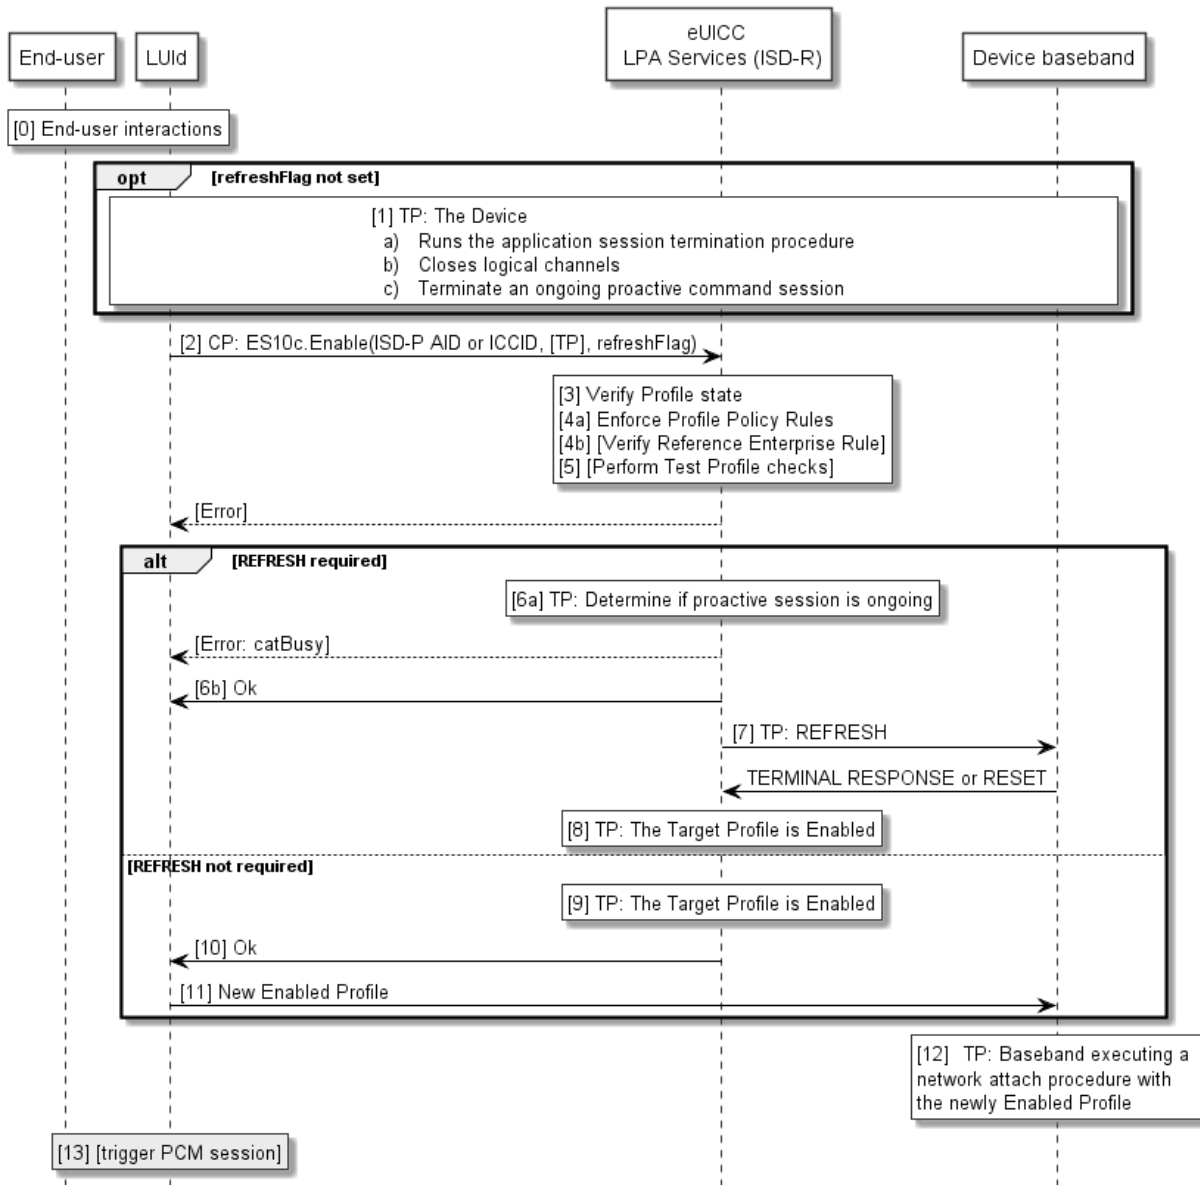 End-user
LUId
eUICC
LPA Services (ISD-R)
Device baseband
[0] End-user interactions
opt
[refreshFlag not set]
[1] TP: The Device
a) Runs the application session termination procedure
b) Closes logical channels
c) Terminate an ongoing proactive command session
[2] CP: ES10c.Enable(ISD-P AID or ICCID, [TP], refreshFlag)
[3] Verify Profile state
[4a] Enforce Profile Policy Rules
[4b] [Verify Reference Enterprise Rule]
[5] [Perform Test Profile checks]
[Error]
alt
[REFRESH required]
[6a] TP: Determine if proactive session is ongoing
[Error: catBusy]
[6b] Ok
[7] TP: REFRESH
TERMINAL RESPONSE or RESET
[8] TP: The Target Profile is Enabled
[REFRESH not required]
[9] TP: The Target Profile is Enabled
[10] Ok
[11] New Enabled Profile
[12] TP: Baseband executing a
network attach procedure with
the newly Enabled Profile
[13] [trigger PCM session]